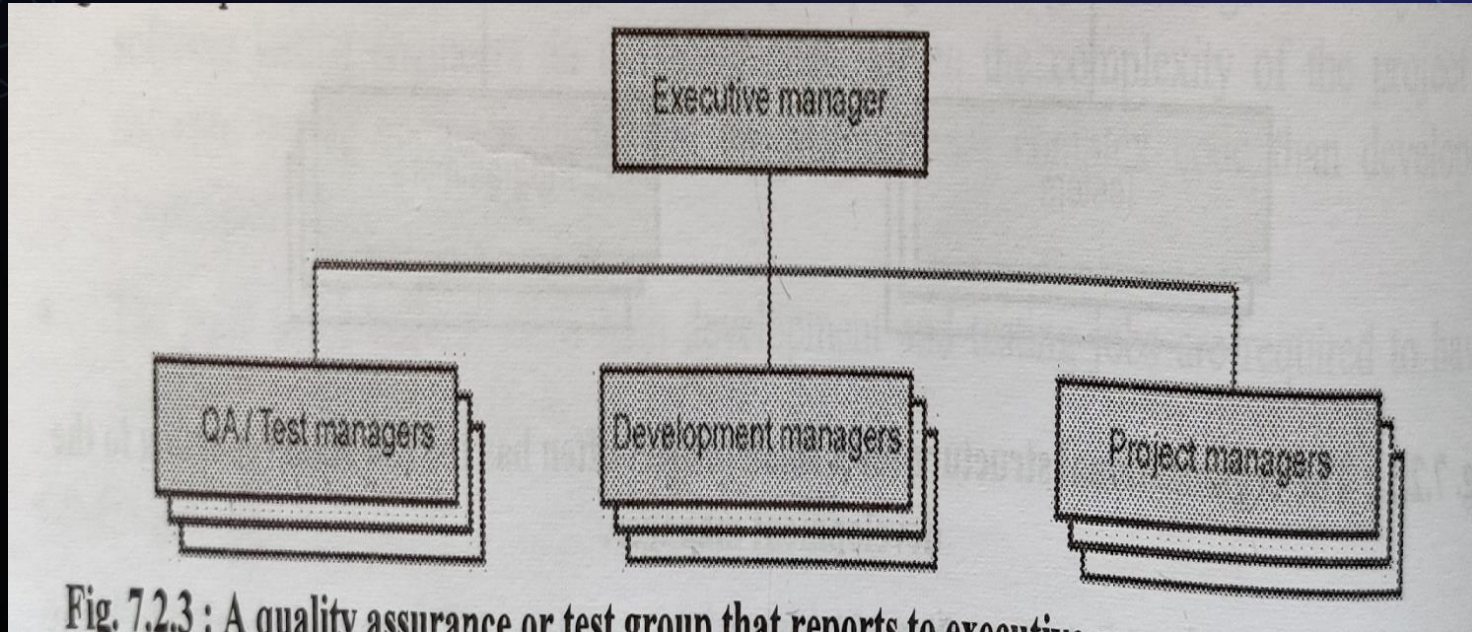 Executive manager
QA / Test managers
Development managers
Project managers
Fig. 7.2.3 : A quality assurance or test group that reports to